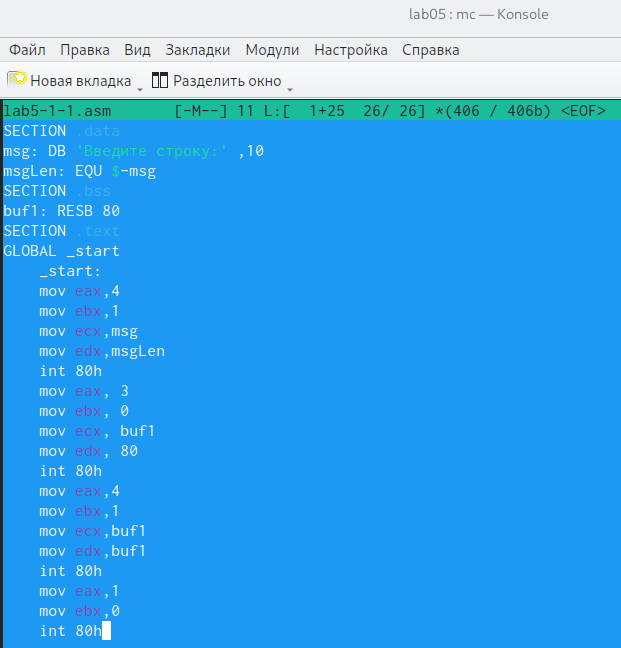 lab05 : mc — Konsole
Файл Правка Вид Закладки Модули Настройка Справка
Новая вкладка Разделить окно
lab5-1-1.asm [-M--] 11 L:[ 1+25 26/ 26] *(406 / 406b) <EOF>
SECTION .data
msg: DB 'Введите строку:' ,10
msgLen: EQU $-msg
SECTION .bss
buf1: RESB 80
SECTION .text
GLOBAL _start
_start:
mov eax,4
mov ebx,1
mov ecx,msg
mov edx,msgLen
int 80h
mov eax, 3
mov ebx, 0
mov ecx, buf1
mov edx, 80
int 80h
mov eax,4
mov ebx,1
mov ecx,buf1
mov edx,buf1
int 80h
mov eax,1
mov ebx,0
int 80h